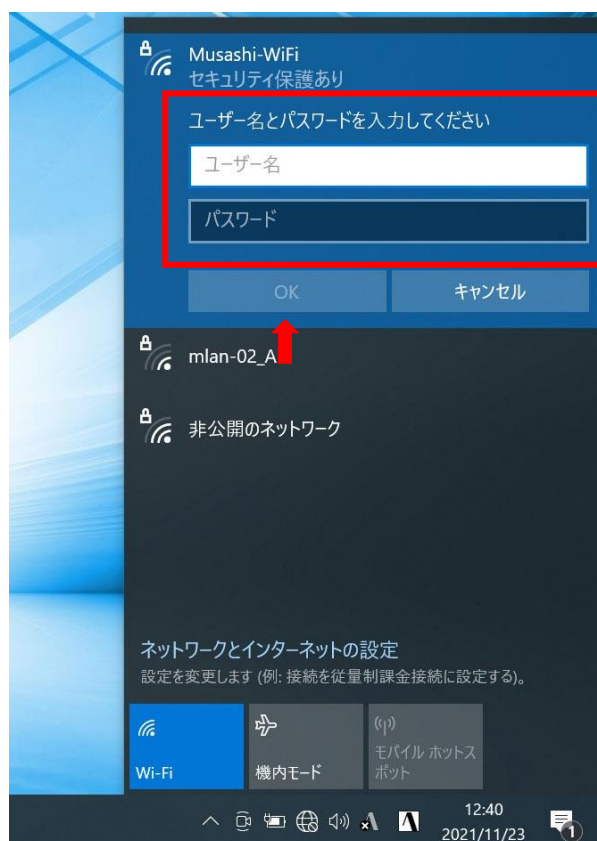 Musashi-WiFi
セキュリティ保護あり
ユーザー名とパスワードを入力してください
ユーザー名
パスワード
OK キャンセル
mlan-02_A
非公開のネットワーク
ネットワークとインターネットの設定
設定を変更します (例: 接続を従量制課金接続に設定する)。
Wi-Fi 機内モード モバイル ホットス
ポット
12:40
2021/11/23
1